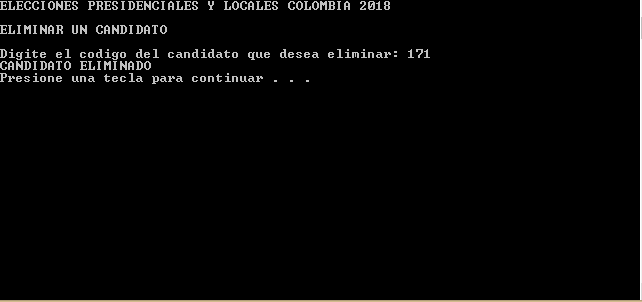 ELECCIONES PRESIDENCIALES Y LOCALES COLOMBIA 2018
ELIMINAR UN CANDIDATO
Digite el codigo del candidato que desea eliminar: 171
CANDIDATO ELIMINADO
Presione una tecla para continuar . . .